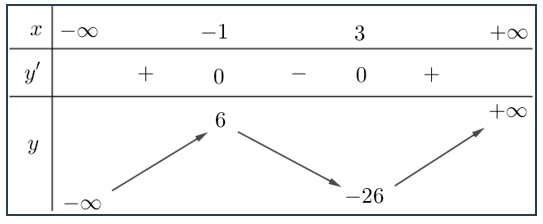 x −∞ −1 3 +∞
y′ + 0 − 0 +
y −∞ 6 −26 +∞